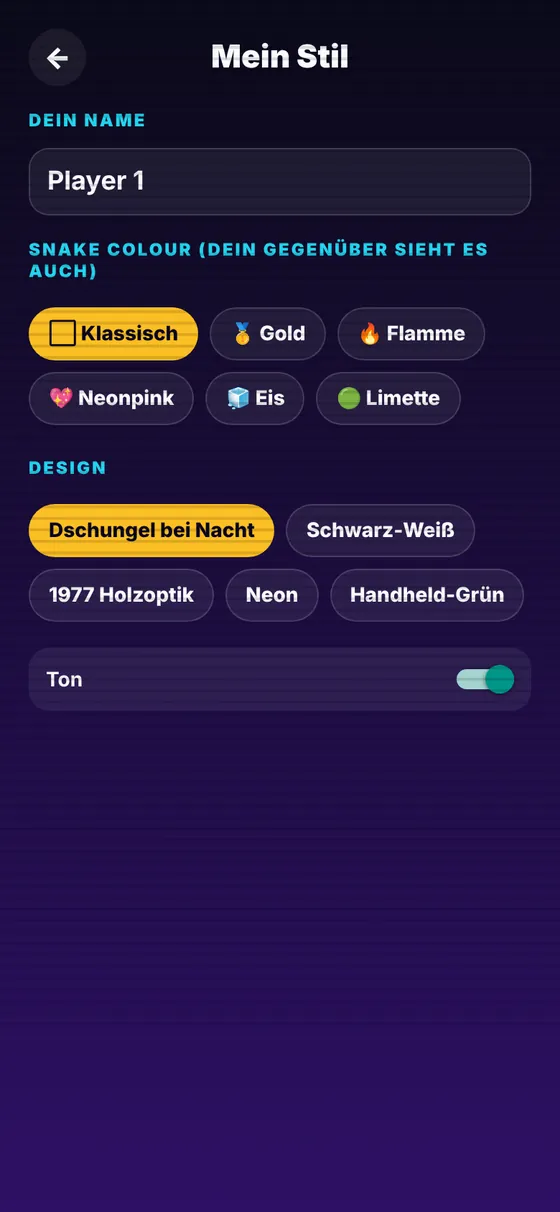 Mein Stil
DEIN NAME
Player 1
SNAKE COLOUR (DEIN GEGENÜBER SIEHT ES
AUCH)
Klassisch Gold Flamme
Neonpink Eis Limette
DESIGN
Dschungel bei Nacht Schwarz-Weiß
1977 Holzoptik Neon Handheld-Grün
Ton